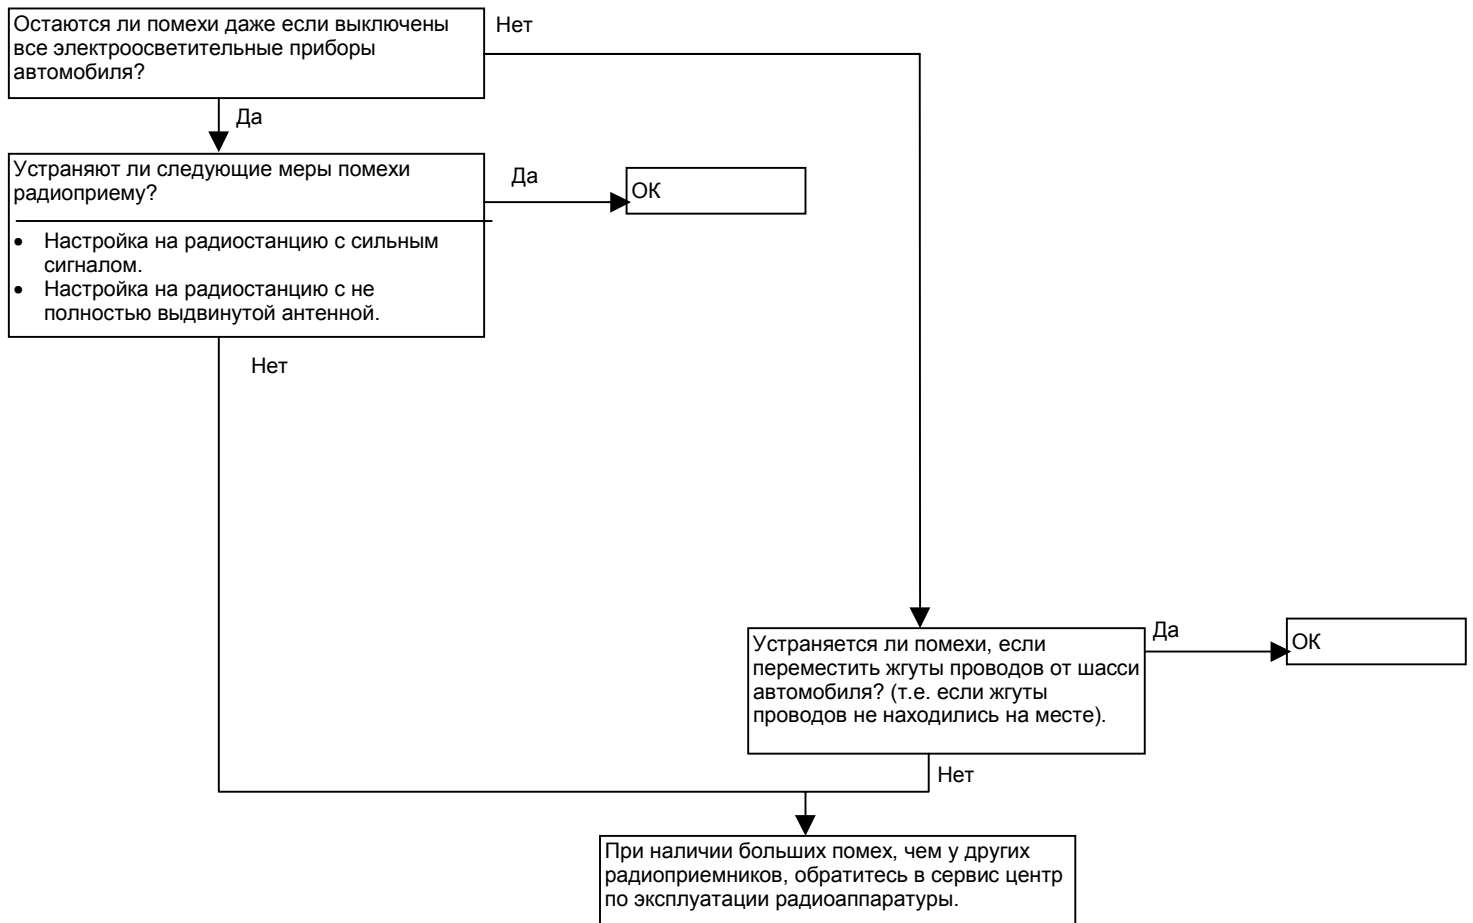 Остаются ли помехи даже если выключены
все электроосветительные приборы
автомобиля?
Нет
Да
Устраняют ли следующие меры помехи
радиоприему?
Да
ОК
• Настройка на радиостанцию с сильным
сигналом.
• Настройка на радиостанцию с не
полностью выдвинутой антенной.
Нет
Устраняется ли помехи, если
переместить жгуты проводов от шасси
автомобиля? (т.е. если жгуты
проводов не находились на месте).
Да
ОК
Нет
При наличии больших помех, чем у других
радиоприемников, обратитесь в сервис центр
по эксплуатации радиоаппаратуры.